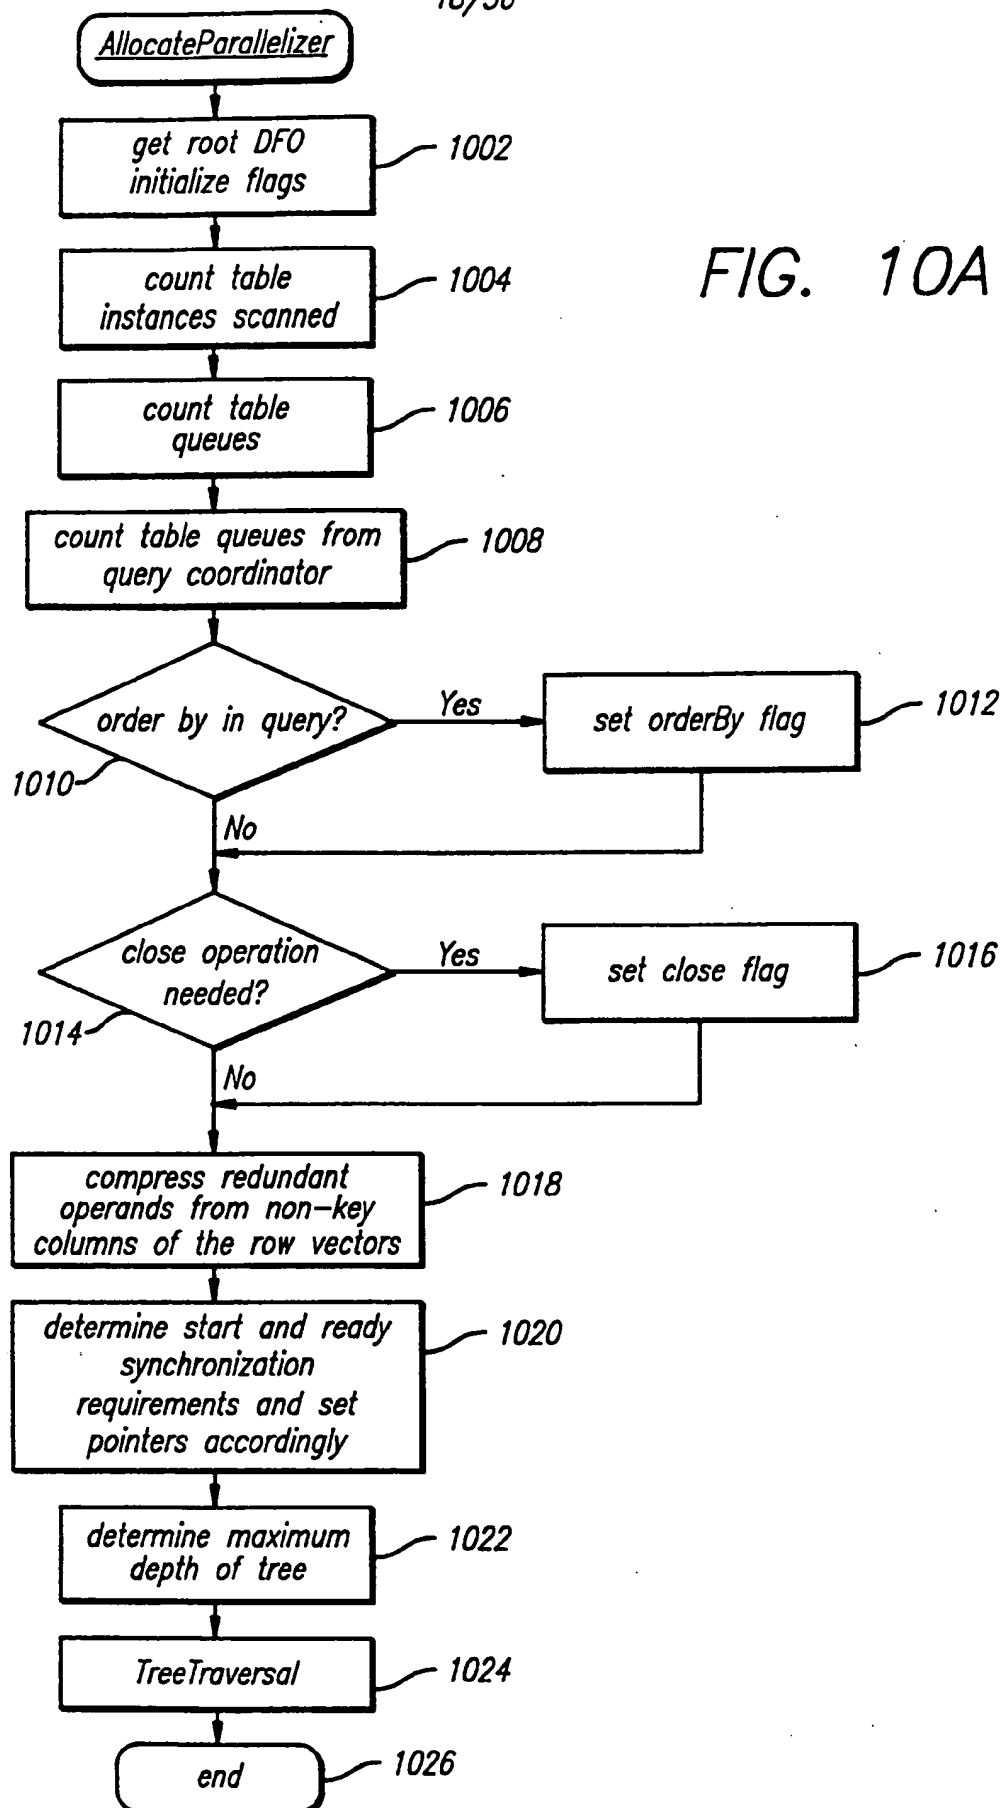 AllocateParallelizer
get root DFO
initialize flags
1002
FIG. 10A
count table
instances scanned
1004
count table
queues
1006
count table queues from
query coordinator
1008
order by in query?
1010
Yes
set orderBy flag
1012
No
close operation
needed?
1014
Yes
set close flag
1016
No
compress redundant
operands from non-key
columns of the row vectors
1018
determine start and ready
synchronization
requirements and set
pointers accordingly
1020
determine maximum
depth of tree
1022
TreeTraversal
1024
end
1026